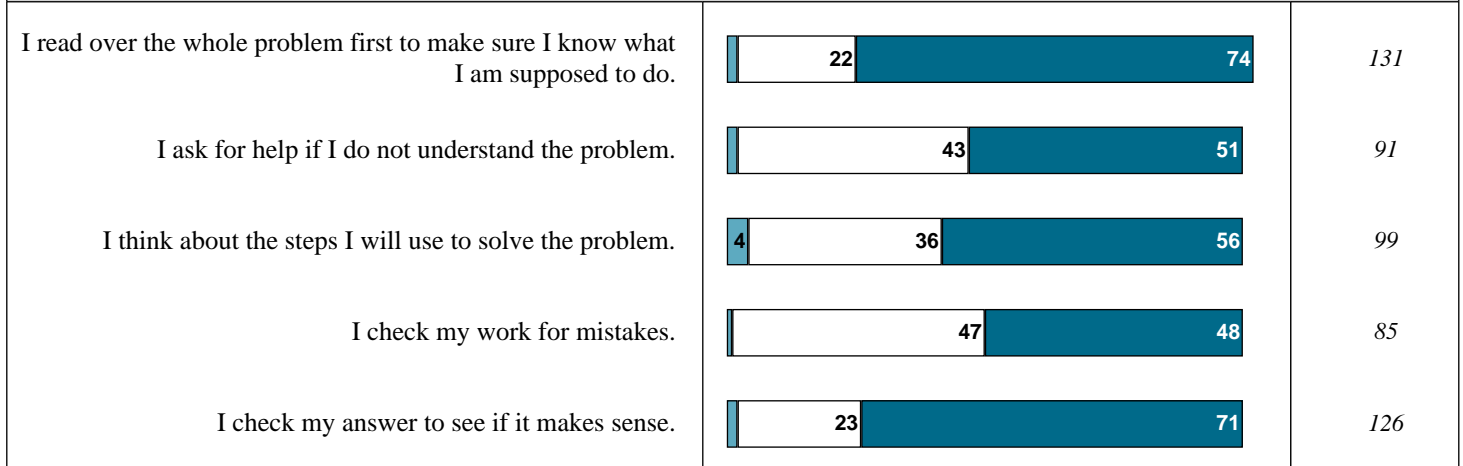 I read over the whole problem first to make sure I know what
I am supposed to do.
22 74 131
I ask for help if I do not understand the problem.
43 51 91
I think about the steps I will use to solve the problem.
4 36 56 99
I check my work for mistakes.
47 48 85
I check my answer to see if it makes sense.
23 71 126